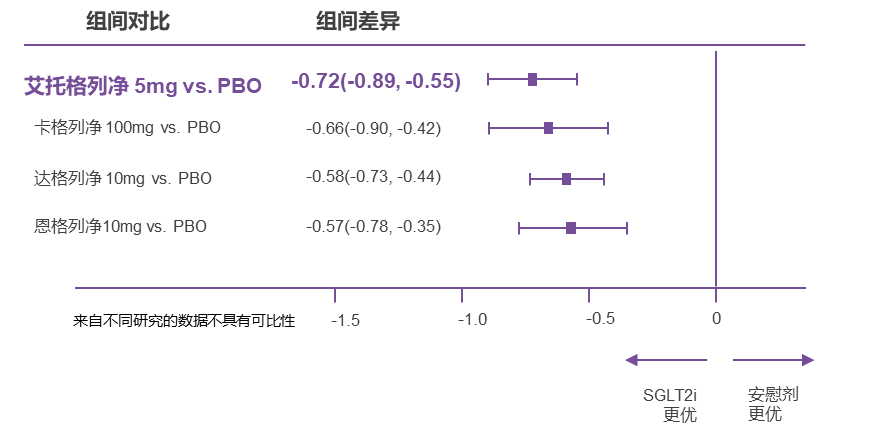 组间对比 组间差异
艾托格列净 5mg vs. PBO -0.72(-0.89, -0.55)
卡格列净 100mg vs. PBO -0.66(-0.90, -0.42)
达格列净 10mg vs. PBO -0.58(-0.73, -0.44)
恩格列净10mg vs. PBO -0.57(-0.78, -0.35)
来自不同研究的数据不具有可比性 -1.5 -1.0 -0.5 0
SGLT2i 安慰剂
更优 更优